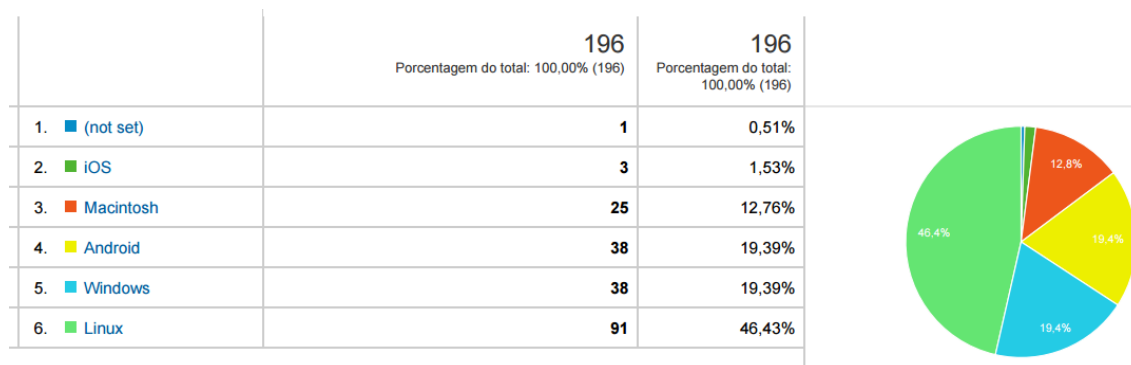 196
Porcentagem do total: 100,00% (196)
196
Porcentagem do total:
100,00% (196)
1. (not set) 1 0,51%
2. iOS 3 1,53%
3. Macintosh 25 12,76%
4. Android 38 19,39%
5. Windows 38 19,39%
6. Linux 91 46,43%
12,8%
46,4%
19,4%
19,4%